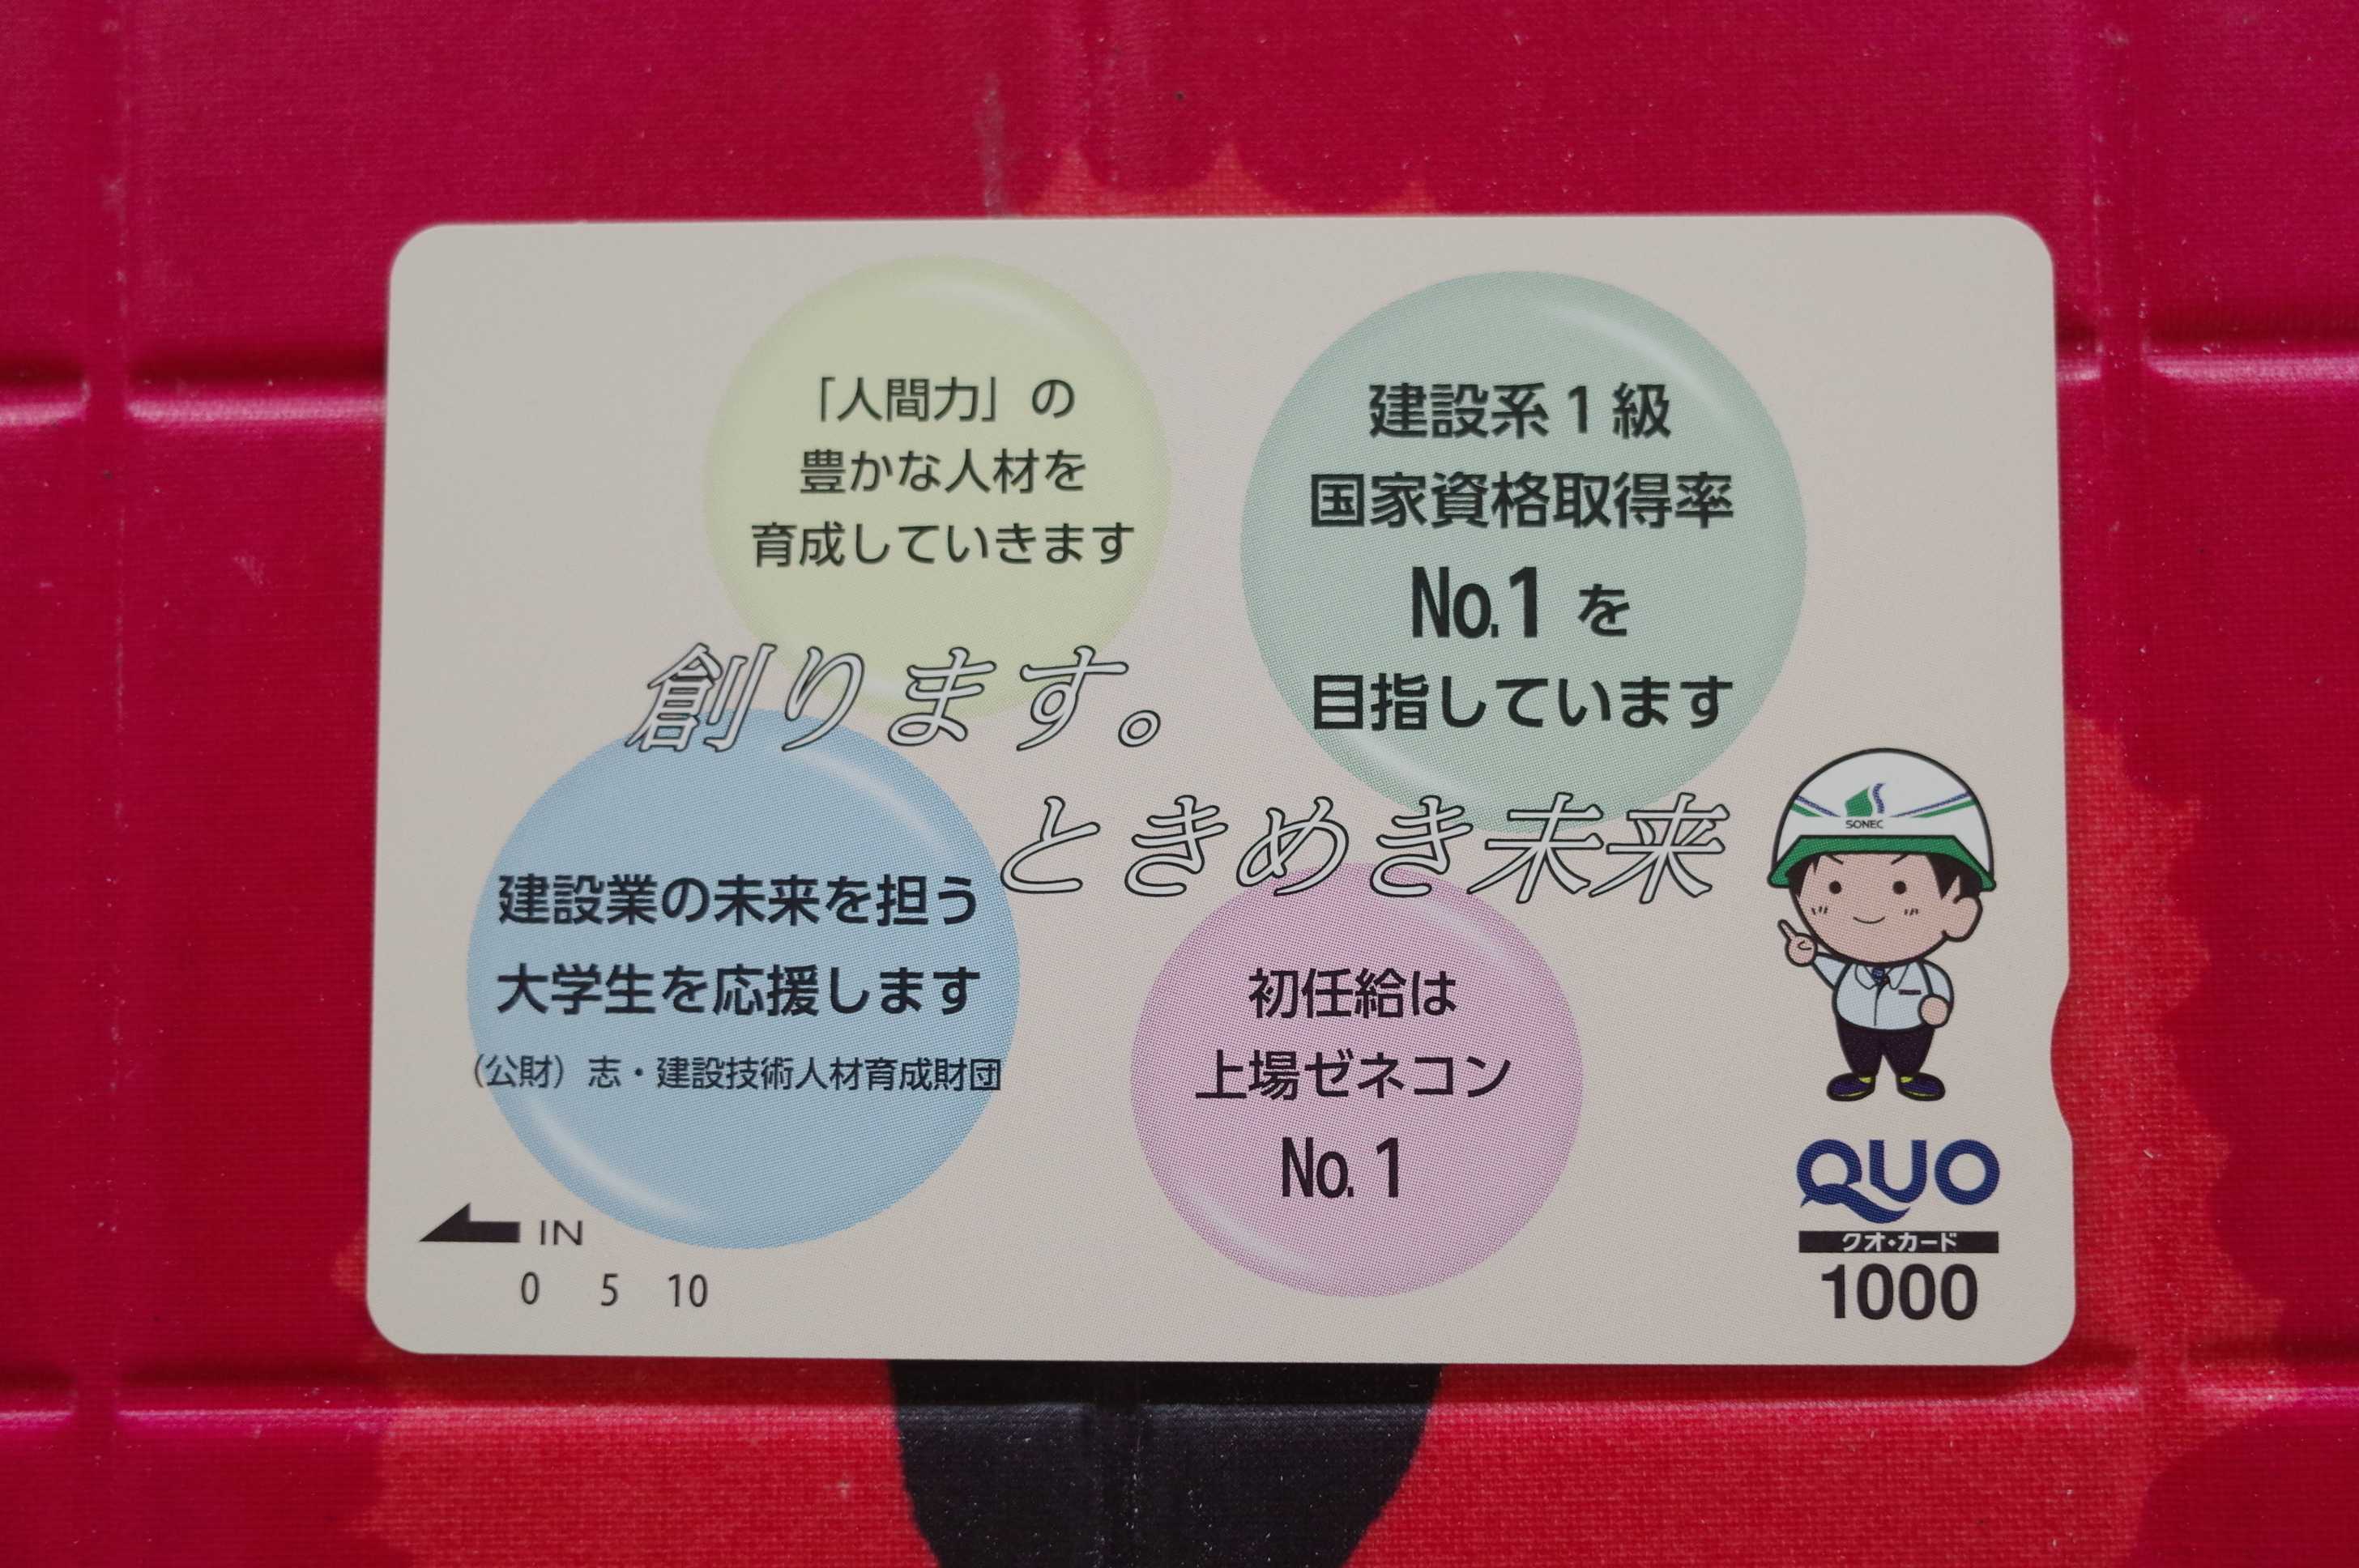 「人間力」の
豊かな人材を
育成していきます
建設系1級
国家資格取得率
No.1 を
目指しています
創ります。
ときめき未来
建設業の未来を担う
大学生を応援します
（公財）志・建設技術人材育成財団
初任給は
上場ゼネコン
No.1
SONEC
IN
0 5 10
QUO
クオ・カード
1000